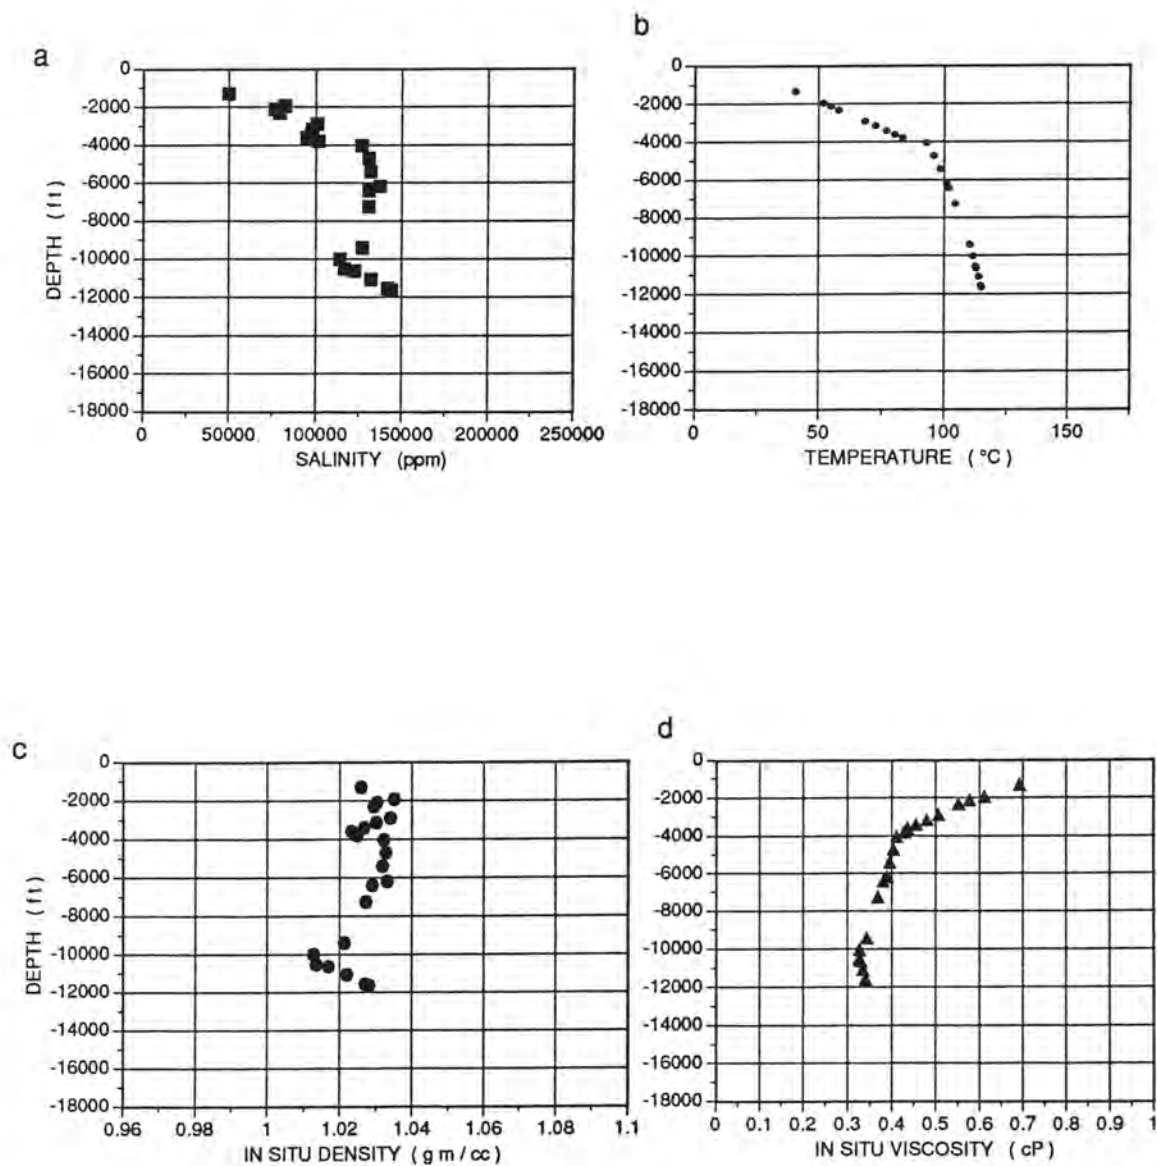 a
0
-2000
-4000
-6000
-8000
-10000
-12000
-14000
-16000
-18000
DEPTH (ft)
0 50000 100000 150000 200000 250000
SALINITY (ppm)
b
0
-2000
-4000
-6000
-8000
-10000
-12000
-14000
-16000
-18000
0 50 100 150
TEMPERATURE (°C)
c
0
-2000
-4000
-6000
-8000
-10000
-12000
-14000
-16000
-18000
DEPTH (ft)
0.96 0.98 1 1.02 1.04 1.06 1.08 1.1
IN SITU DENSITY (gm/cc)
d
0
-2000
-4000
-6000
-8000
-10000
-12000
-14000
-16000
-18000
0 0.1 0.2 0.3 0.4 0.5 0.6 0.7 0.8 0.9 1
IN SITU VISCOSITY (cP)